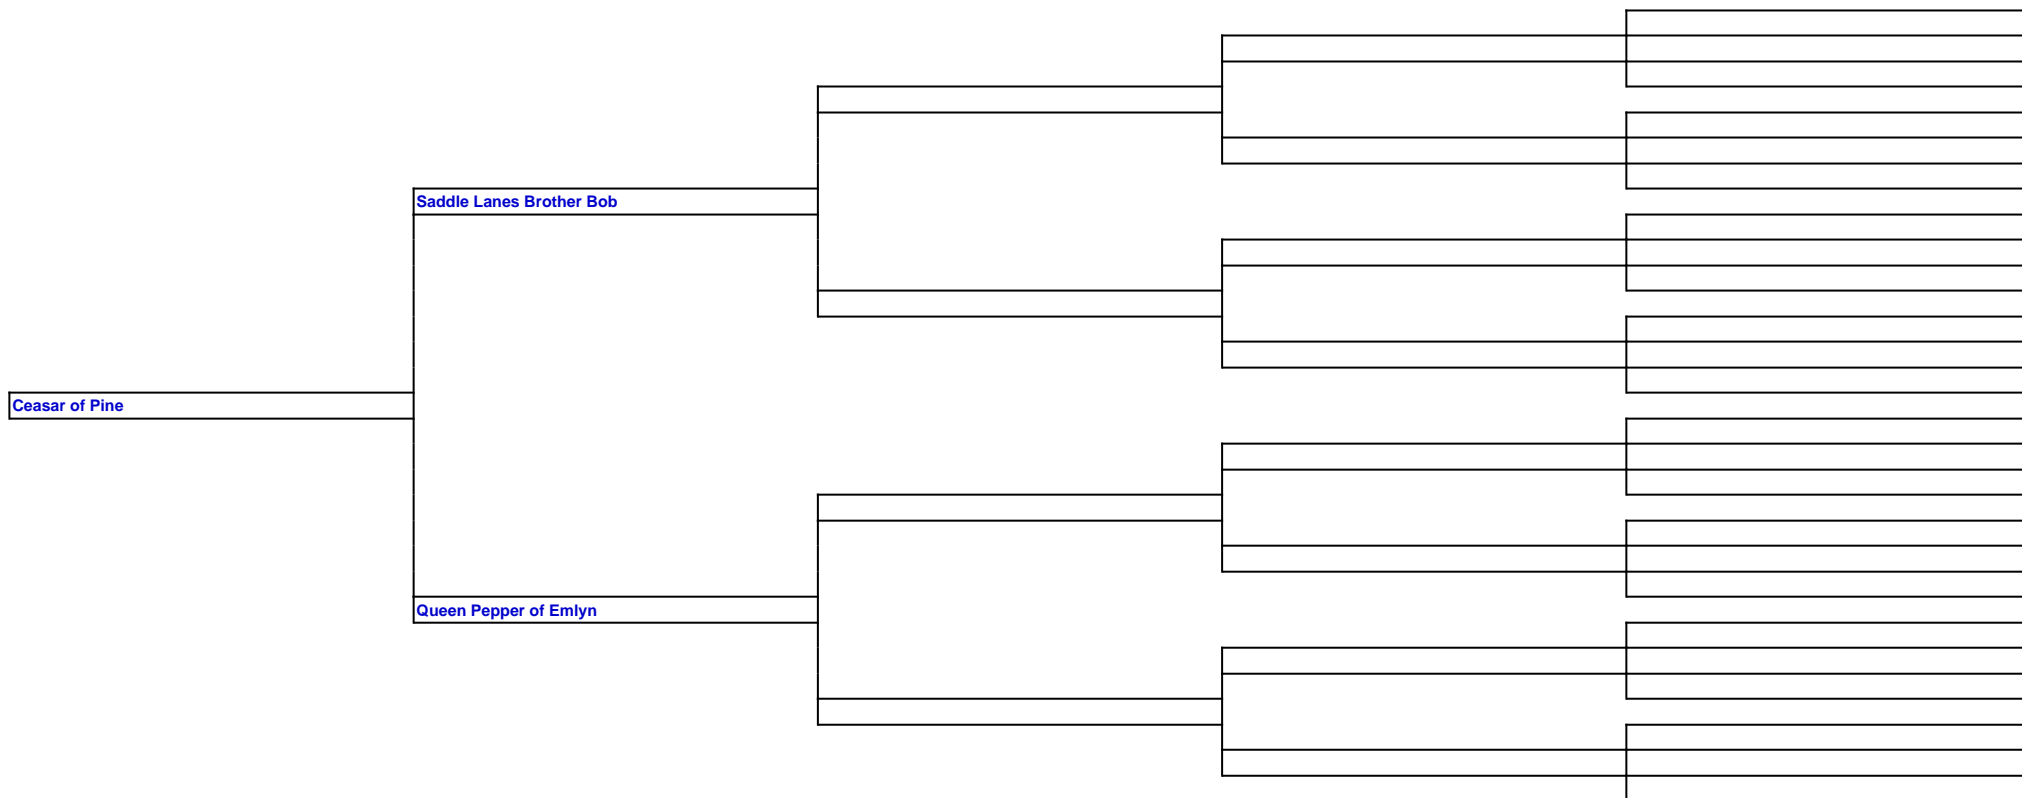 Saddle Lanes Brother Bob
Ceasar of Pine
Queen Pepper of Emlyn